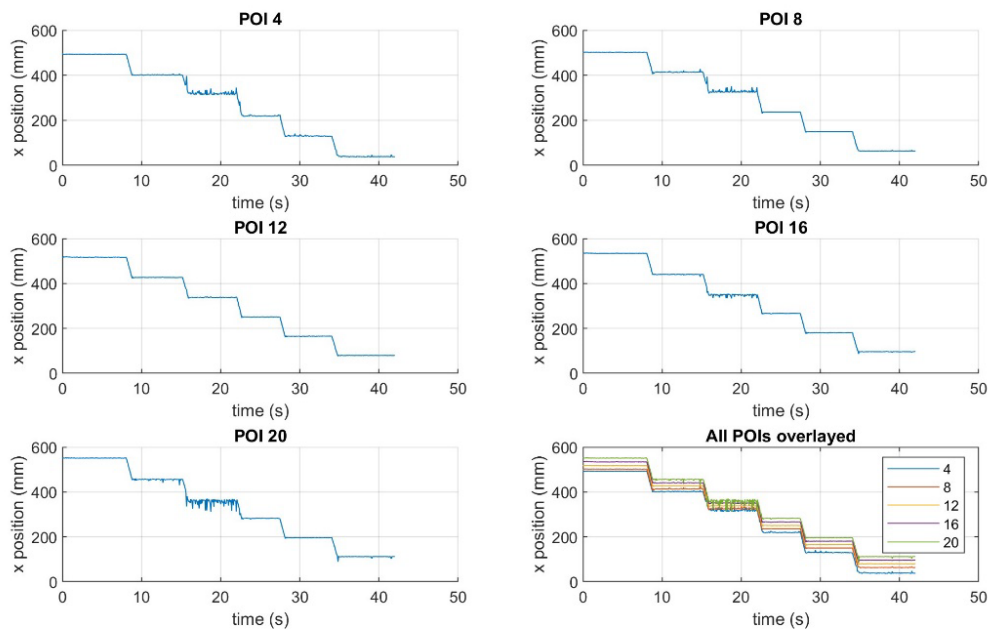 POI 4
600
400
200
0
x position (mm)
0 10 20 30 40 50
time (s)
POI 8
600
400
200
0
x position (mm)
0 10 20 30 40 50
time (s)
POI 12
600
400
200
0
x position (mm)
0 10 20 30 40 50
time (s)
POI 16
600
400
200
0
x position (mm)
0 10 20 30 40 50
time (s)
POI 20
600
400
200
0
x position (mm)
0 10 20 30 40 50
time (s)
All POIs overlayed
600
400
200
0
x position (mm)
4
8
12
16
20
0 10 20 30 40 50
time (s)